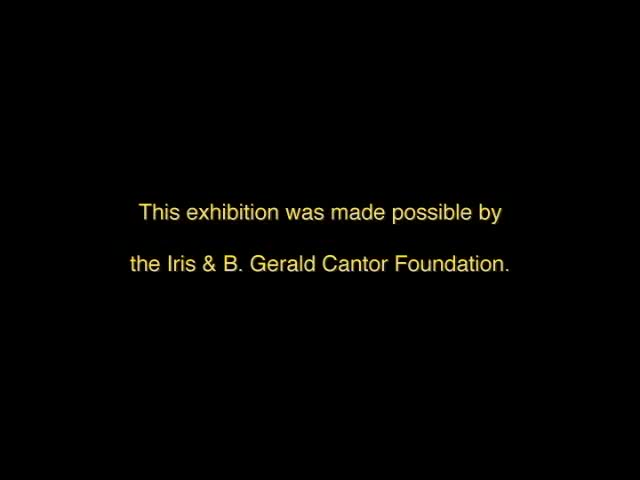 This exhibition was made possible by
the Iris & B. Gerald Cantor Foundation.